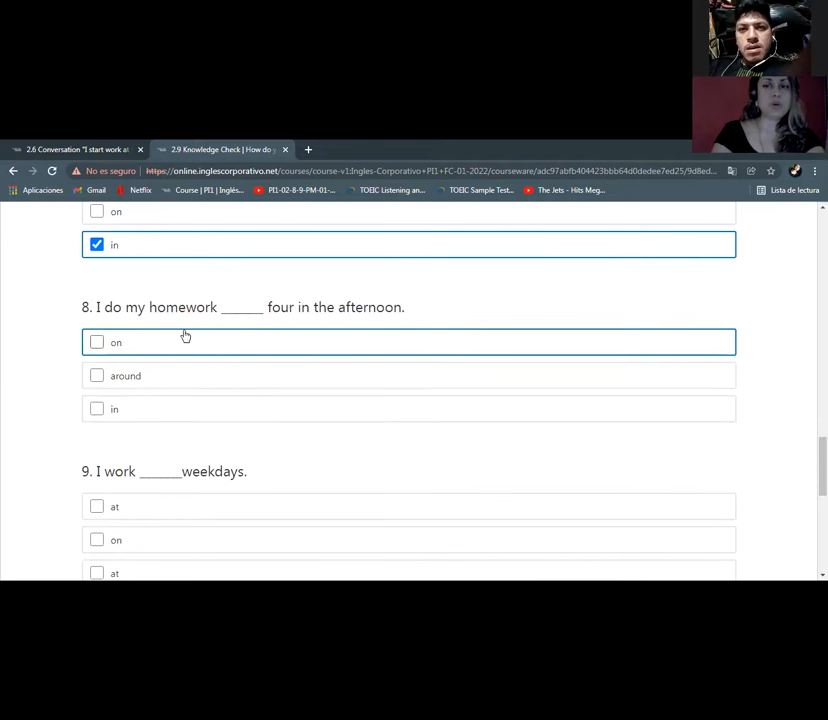 2.6 Conversation "I start work at
2.9 Knowledge Check | How do y
No es seguro | https://online.inglescorporativo.net/courses/course-v1:Ingles-Corporativo+PI1+FC-01-2022/courseware/adc97abfb404423bbb64d0dedee7ed25/9d8ed...
Aplicaciones Gmail Netflix Course | PI1 | Inglés... PI1-02-8-9-PM-01-... TOEIC Listening an... TOEIC Sample Test... The Jets - Hits Meg... Lista de lectura
on
in
8. I do my homework ______ four in the afternoon.
on
around
in
9. I work ______weekdays.
at
on
at